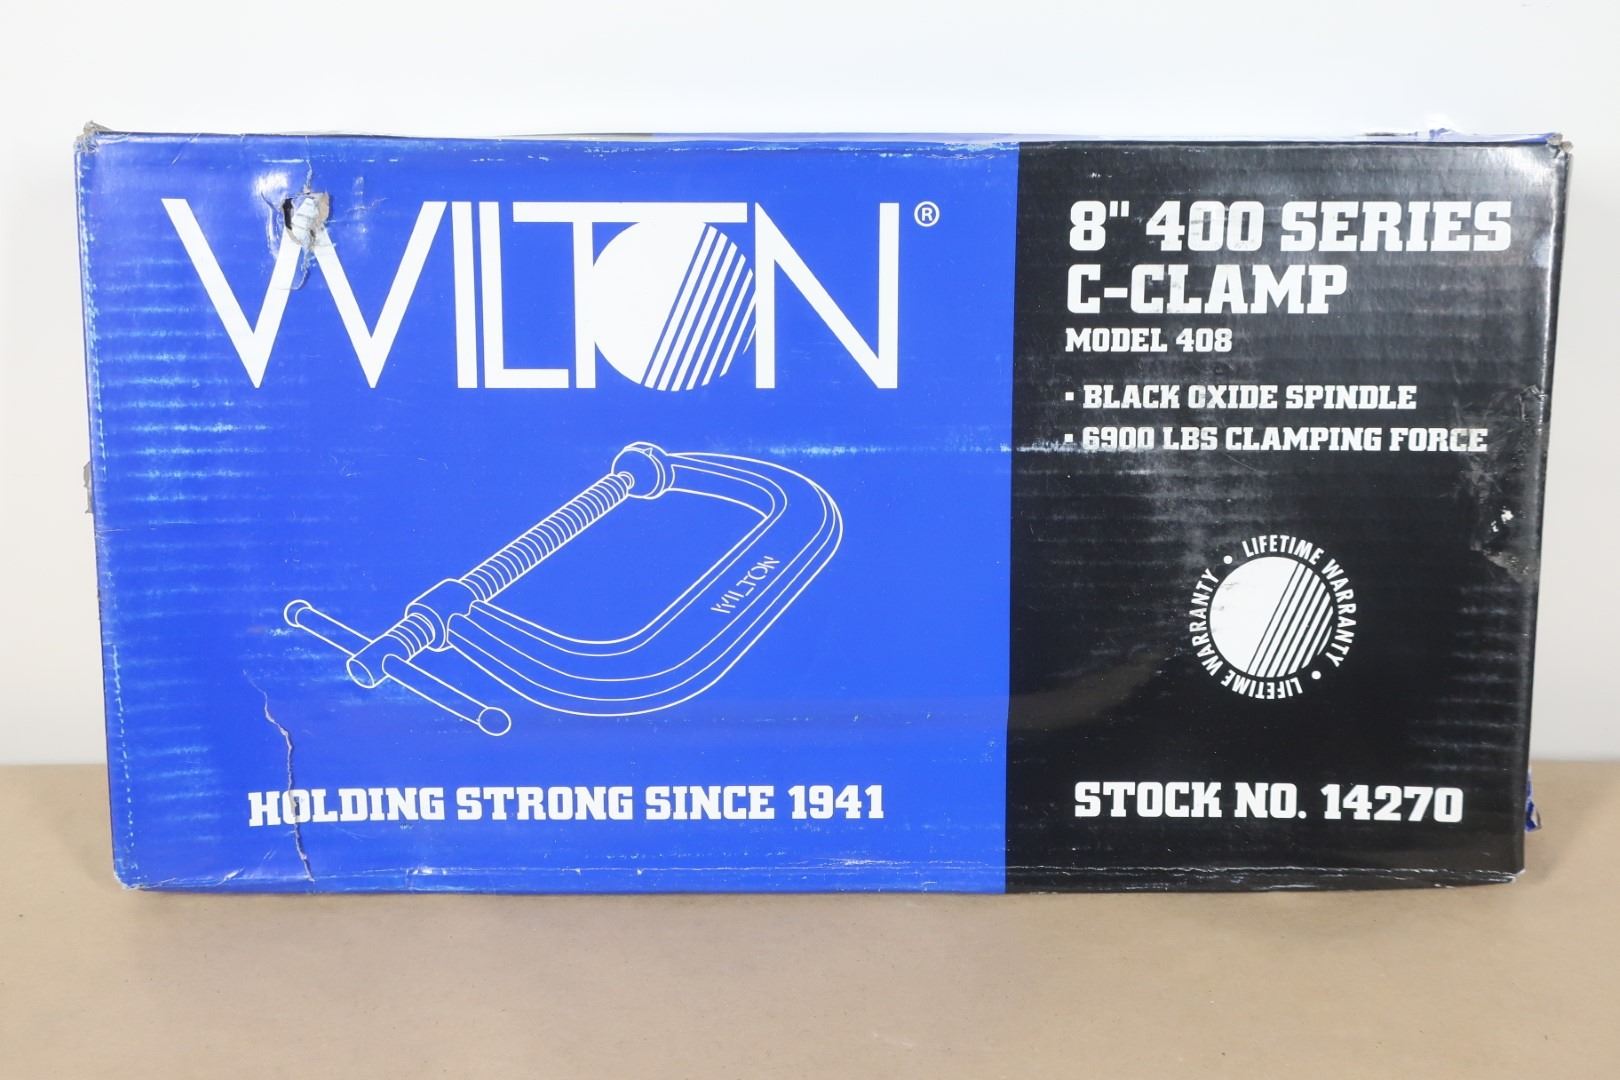 WILTON®
8" 400 SERIES
C-CLAMP
MODEL 408
▪ BLACK OXIDE SPINDLE
▪ 6900 LBS CLAMPING FORCE
WILTON
LIFETIME WARRANTY • LIFETIME WARRANTY •
HOLDING STRONG SINCE 1941
STOCK NO. 14270